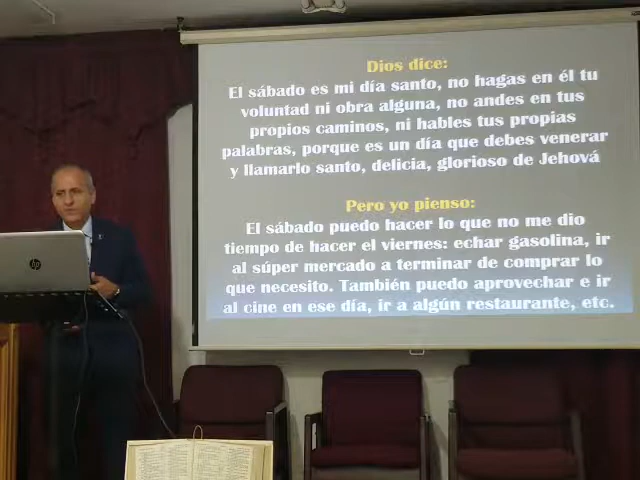 Dios dice:
El sábado es mi día santo, no hagas en él tu
voluntad ni obra alguna, no andes en tus
propios caminos, ni hables tus propias
palabras, porque es un día que debes venerar
y llamarlo santo, delicia, glorioso de Jehová
Pero yo pienso:
El sábado puedo hacer lo que no me dio
tiempo de hacer el viernes: echar gasolina, ir
al súper mercado a terminar de comprar lo
que necesito. También puedo aprovechar e ir
al cine en ese día, ir a algún restaurante, etc.
hp